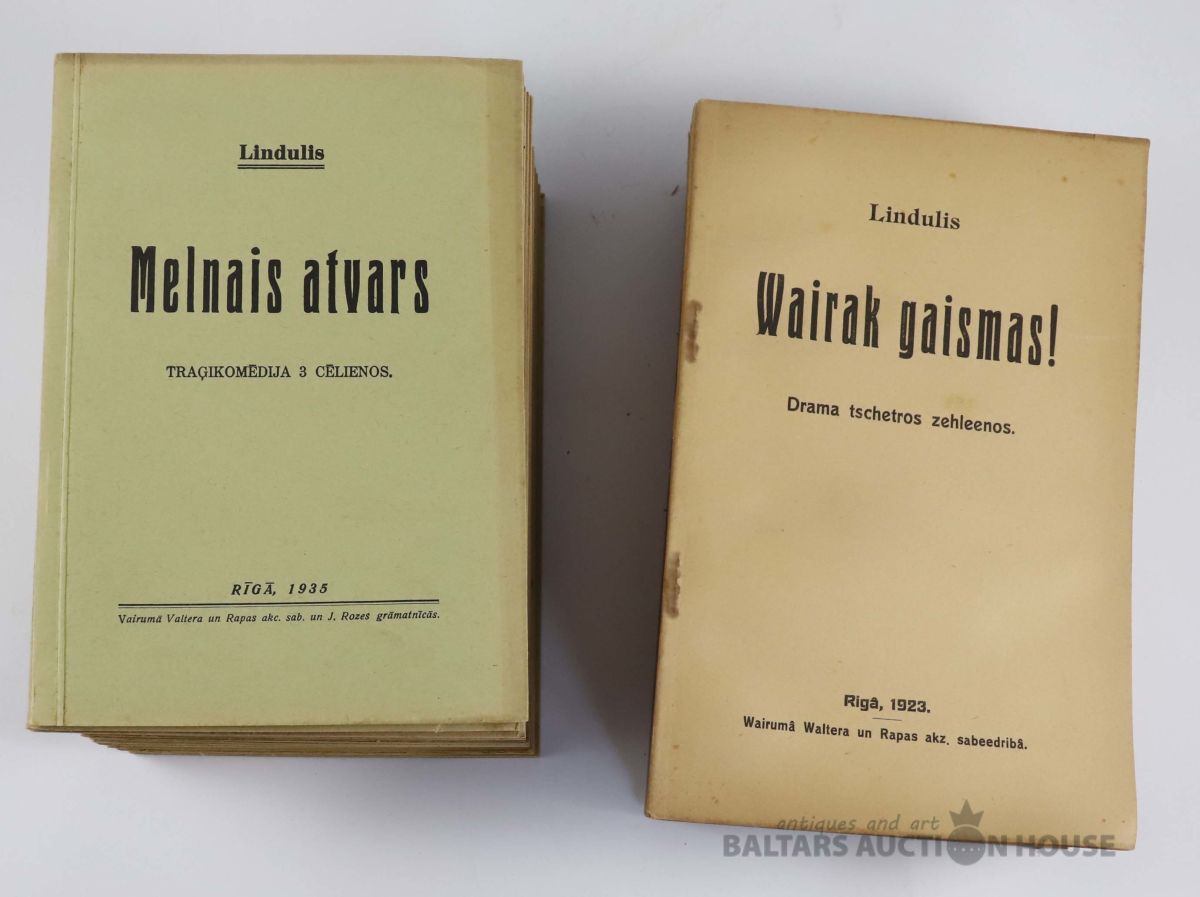 Lindulis
Melnais atvars
TRAĢIKOMĒDIJA 3 CĒLIENOS.
RĪGĀ, 1935
Vairumā Valtera un Rapas akc. sab. un J. Rozes grāmatnīcās.
Lindulis
Wairak gaismas!
Drama tschetros zehleenos.
Rigâ, 1923.
Wairumâ Waltera un Rapas akz. sabeedribâ.
antiques and art
BALTARS AUCTION HOUSE